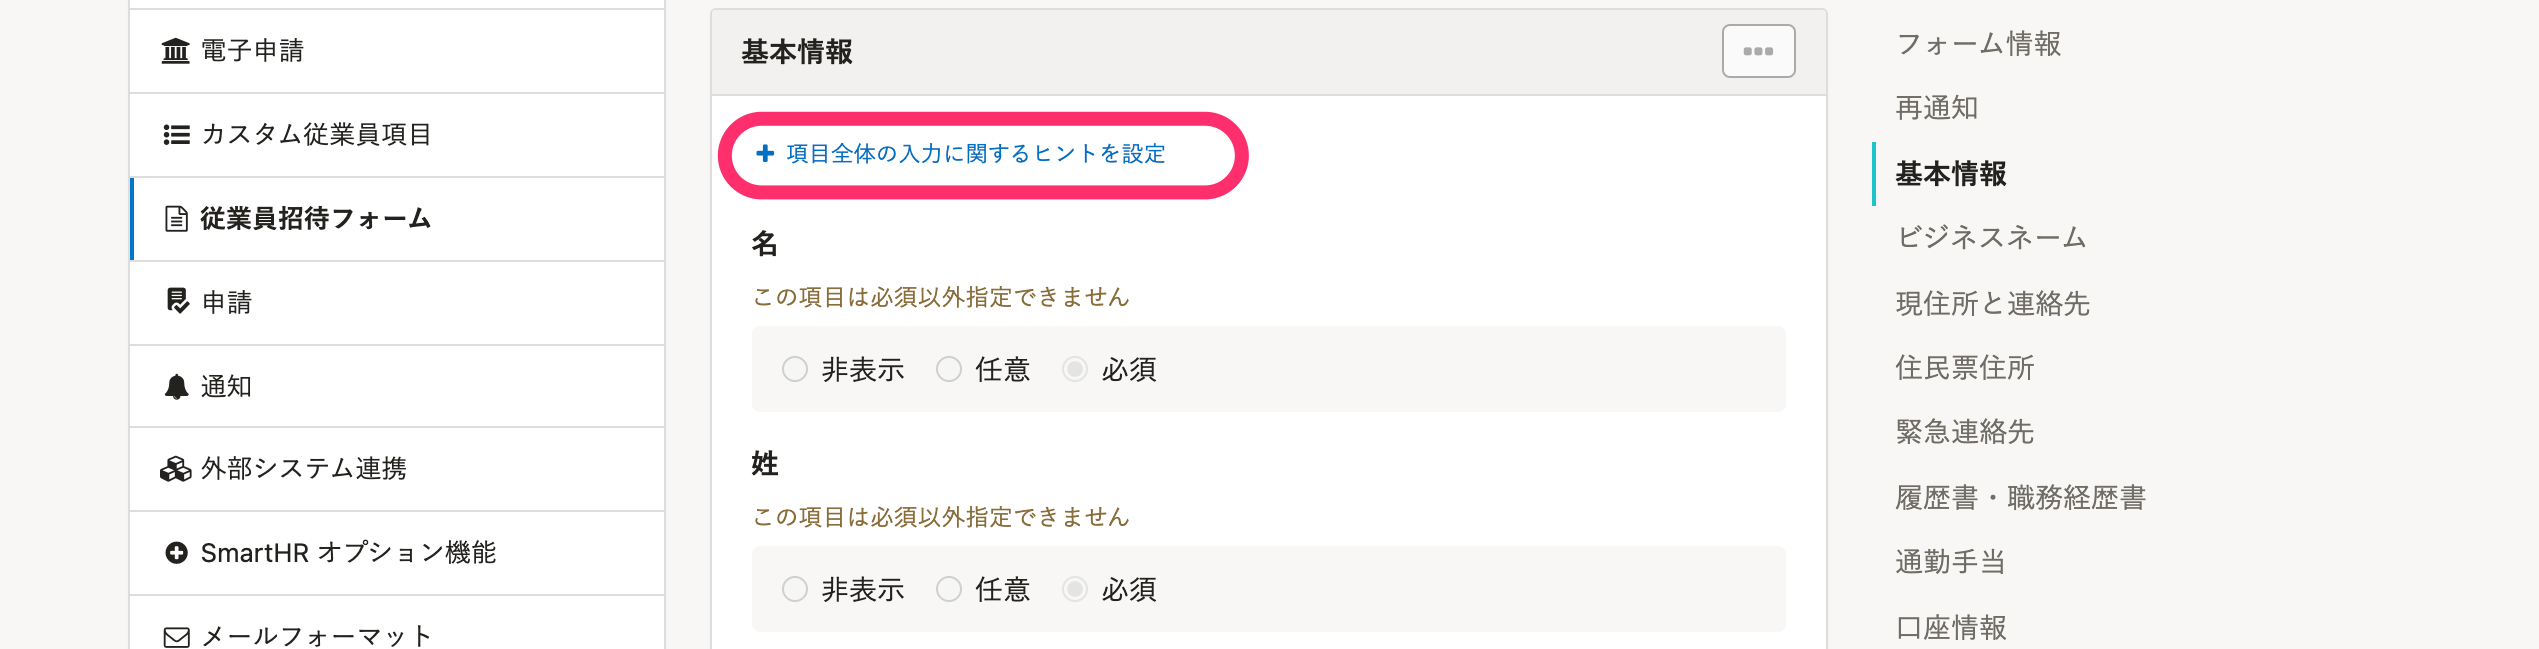 電子申請
カスタム従業員項目
従業員招待フォーム
申請
通知
外部システム連携
SmartHR オプション機能
メールフォーマット
基本情報
+ 項目全体の入力に関するヒントを設定
名
この項目は必須以外指定できません
非表示 任意 必須
姓
この項目は必須以外指定できません
非表示 任意 必須
フォーム情報
再通知
基本情報
ビジネスネーム
現住所と連絡先
住民票住所
緊急連絡先
履歴書・職務経歴書
通勤手当
口座情報